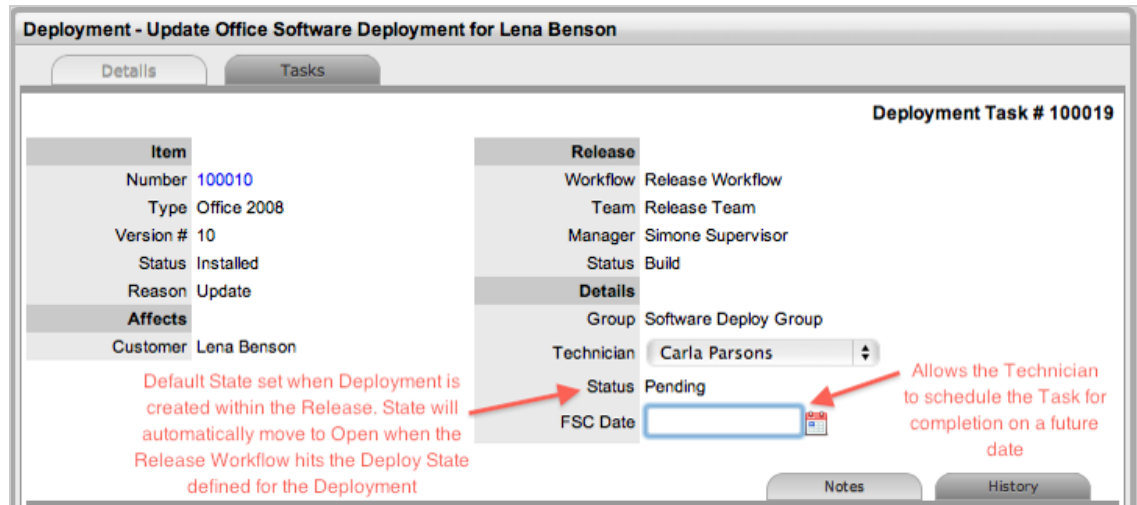 Deployment - Update Office Software Deployment for Lena Benson
Details
Tasks
Deployment Task # 100019
Item
Number 100010
Type Office 2008
Version # 10
Status Installed
Reason Update
Affects
Customer Lena Benson
Release
Workflow Release Workflow
Team Release Team
Manager Simone Supervisor
Status Build
Details
Group Software Deploy Group
Technician Carla Parsons
Status Pending
FSC Date
Default State set when Deployment is
created within the Release. State will
automatically move to Open when the
Release Workflow hits the Deploy State
defined for the Deployment
Allows the Technician
to schedule the Task for
completion on a future
date
Notes
History